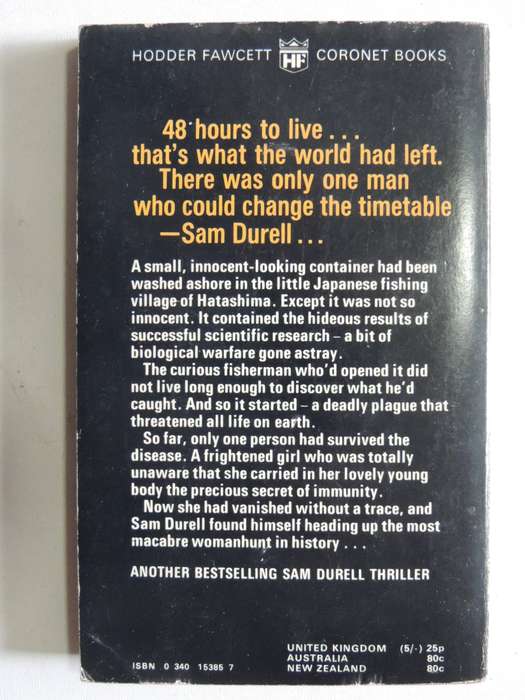 HODDER FAWCETT HF CORONET BOOKS
48 hours to live...
that's what the world had left.
There was only one man
who could change the timetable
—Sam Durell...
A small, innocent-looking container had been
washed ashore in the little Japanese fishing
village of Hatashima. Except it was not so
innocent. It contained the hideous results of
successful scientific research – a bit of
biological warfare gone astray.
The curious fisherman who'd opened it did
not live long enough to discover what he'd
caught. And so it started – a deadly plague that
threatened all life on earth.
So far, only one person had survived the
disease. A frightened girl who was totally
unaware that she carried in her lovely young
body the precious secret of immunity.
Now she had vanished without a trace, and
Sam Durell found himself heading up the most
macabre womanhunt in history...
ANOTHER BESTSELLING SAM DURELL THRILLER
UNITED KINGDOM (5/-) 25p
AUSTRALIA 80c
ISBN 0 340 15385 7 NEW ZEALAND 80c